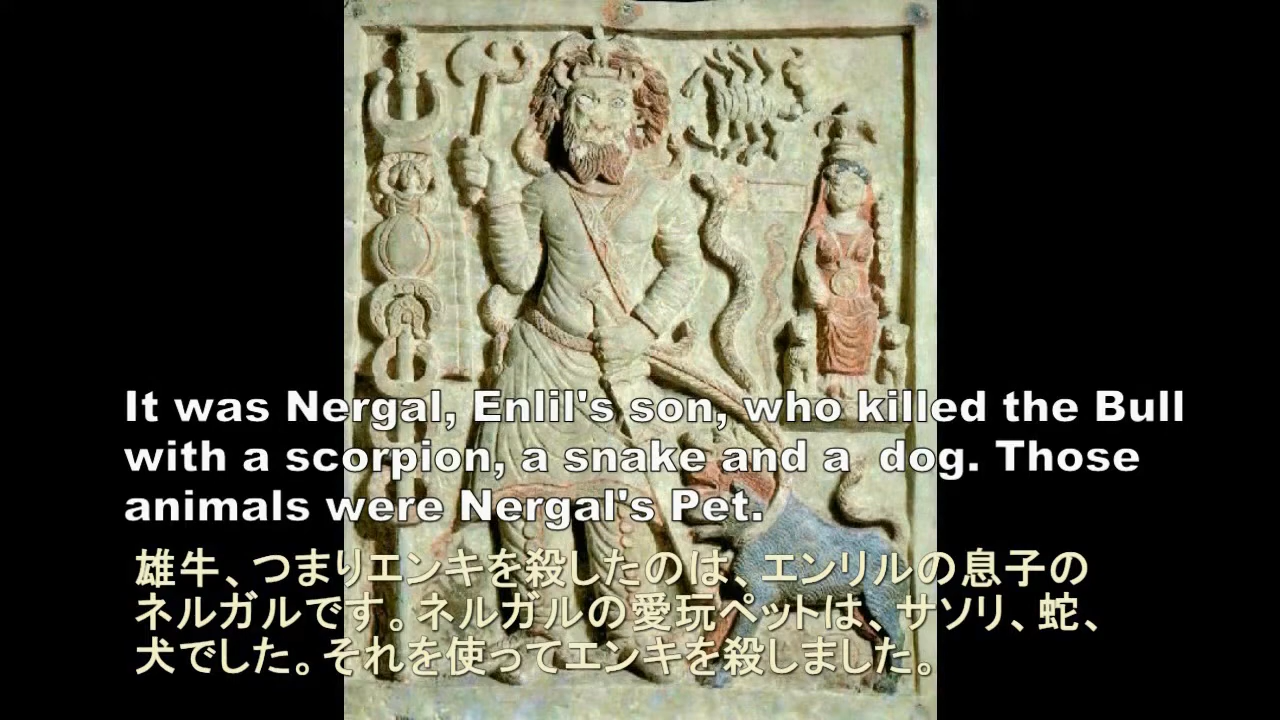 It was Nergal, Enlil's son, who killed the Bull
with a scorpion, a snake and a  dog. Those
animals were Nergal's Pet.
雄牛、つまりエンキを殺したのは、エンリルの息子の
ネルガルです。ネルガルの愛玩ペットは、サソリ、蛇、
犬でした。それを使ってエンキを殺しました。